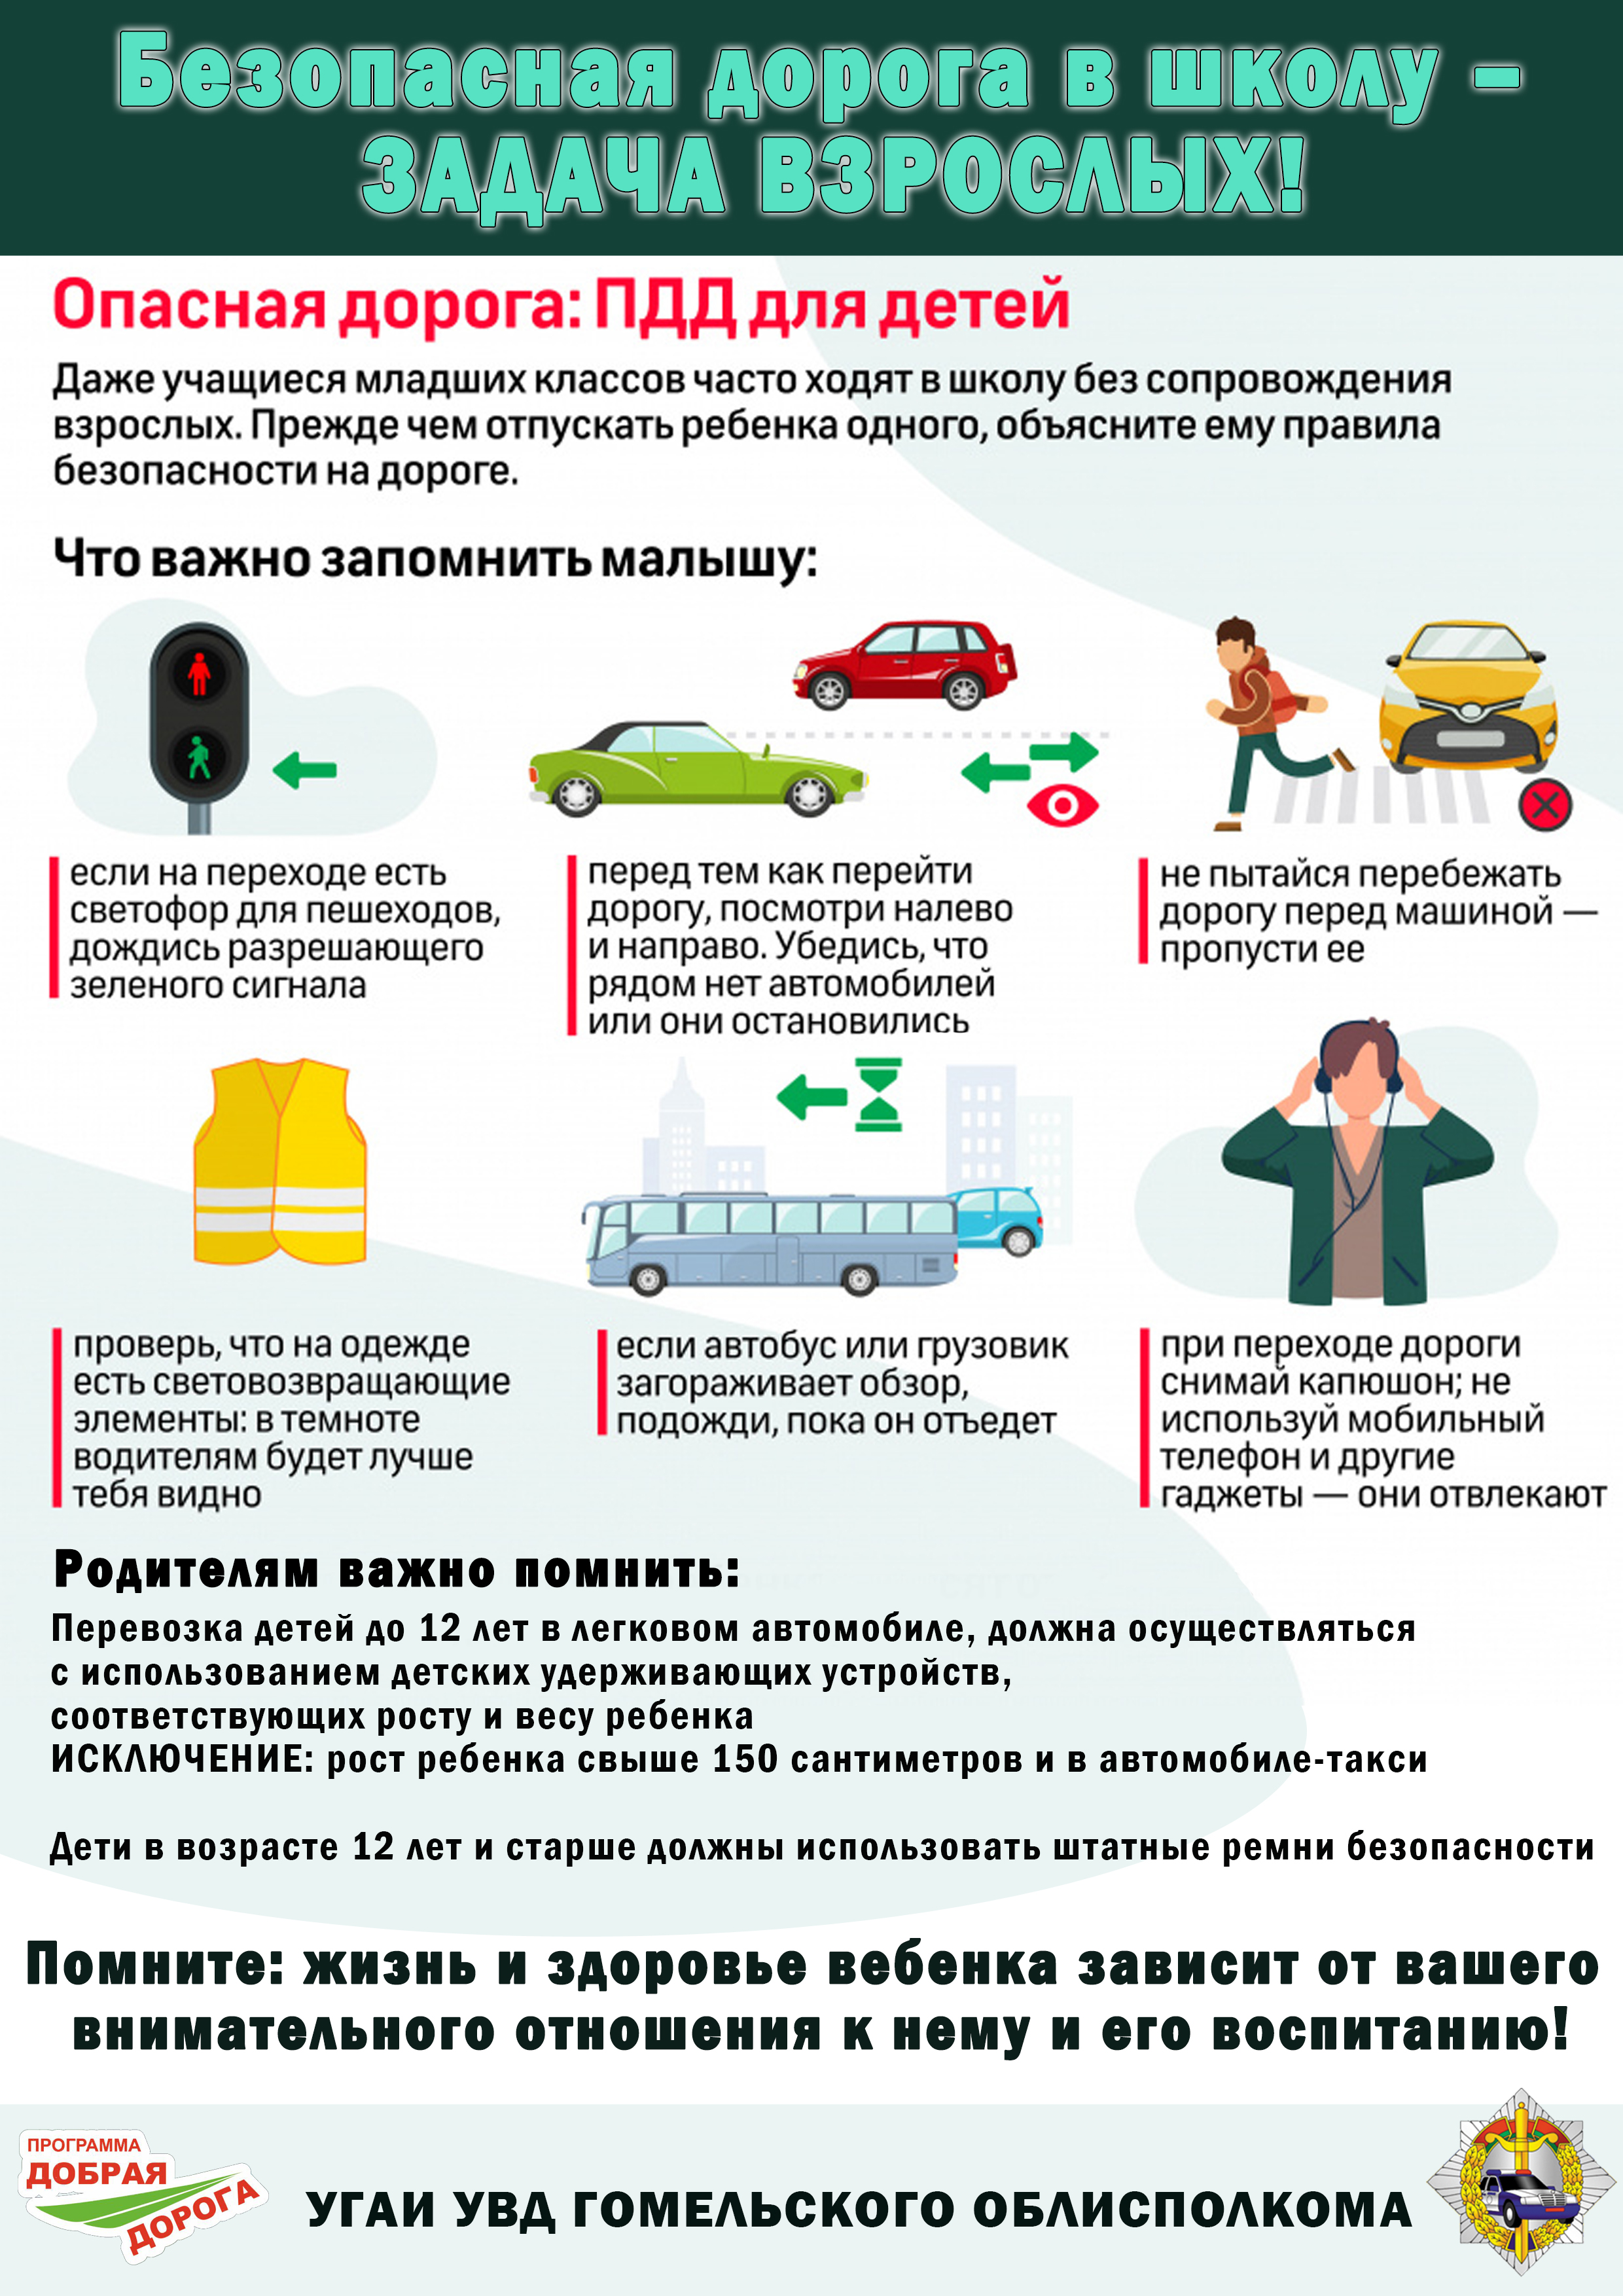 Безопасная дорога в школу –
ЗАДАЧА ВЗРОСЛЫХ!
Опасная дорога: ПДД для детей
Даже учащиеся младших классов часто ходят в школу без сопровождения
взрослых. Прежде чем отпускать ребенка одного, объясните ему правила
безопасности на дороге.
Что важно запомнить малышу:
если на переходе есть
светофор для пешеходов,
дождись разрешающего
зеленого сигнала
перед тем как перейти
дорогу, посмотри налево
и направо. Убедись, что
рядом нет автомобилей
или они остановились
не пытайся перебежать
дорогу перед машиной —
пропусти ее
проверь, что на одежде
есть световозвращающие
элементы: в темноте
водителям будет лучше
тебя видно
если автобус или грузовик
загораживает обзор,
подожди, пока он отъедет
при переходе дороги
снимай капюшон; не
используй мобильный
телефон и другие
гаджеты — они отвлекают
Родителям важно помнить:
Перевозка детей до 12 лет в легковом автомобиле, должна осуществляться
с использованием детских удерживающих устройств,
соответствующих росту и весу ребенка
ИСКЛЮЧЕНИЕ: рост ребенка свыше 150 сантиметров и в автомобиле-такси
Дети в возрасте 12 лет и старше должны использовать штатные ремни безопасности
Помните: жизнь и здоровье вебенка зависит от вашего
внимательного отношения к нему и его воспитанию!
ПРОГРАММА
ДОБРАЯ
ДОРОГА
УГАИ УВД ГОМЕЛЬСКОГО ОБЛИСПОЛКОМА